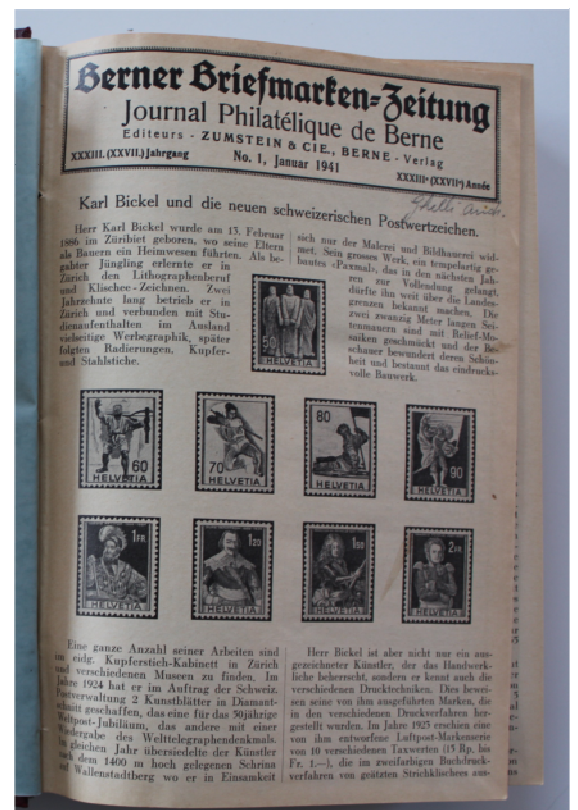 Berner Briefmarken-Zeitung
Journal Philatélique de Berne
Editeurs - ZUMSTEIN & CIE., BERNE - Verlag
XXXIII. (XXVII.) Jahrgang
No. 1, Januar 1941
XXXIIIe (XXVIIe) Année
Karl Bickel und die neuen schweizerischen Postwertzeichen.
Herr Karl Bickel wurde am 13. Februar
1886 im Züribiet geboren, wo seine Eltern
als Bauern ein Heimwesen führten. Als be-
gabter Jüngling erlernte er in
Zürich den Lithographenberuf
und Klischee-Zeichnen. Zwei
Jahrzehnte lang betrieb er in
Zürich und verbunden mit Stu-
dienaufenthalten im Ausland
vielseitige Werbegraphik, später
folgten Radierungen, Kupfer-
und Stahlstiche.
sich nur der Malerei und Bildhauerei wid-
met. Sein grosses Werk, ein tempelartig ge-
bautes «Paxmal», das in den nächsten Jah-
ren zur Vollendung gelangt,
dürfte ihn weit über die Landes-
grenzen bekannt machen. Die
zwei zwanzig Meter langen Sei-
tenmauern sind mit Relief-Mo-
saiken geschmückt und der Be-
schauer bewundert deren Schön-
heit und bestaunt das eindrucks-
volle Bauwerk.
50
HELVETIA
60
HELVETIA
70
HELVETIA
80
HELVETIA
90
HELVETIA
1 FR
HELVETIA
1 20
HELVETIA
1 50
HELVETIA
2 FR
HELVETIA
Eine ganze Anzahl seiner Arbeiten sind
im eidg. Kupferstich-Kabinett in Zürich
und verschiedenen Museen zu finden. Im
Jahre 1924 hat er im Auftrag der Schweiz.
Postverwaltung 2 Kunstblätter in Diamant-
schnitt geschaffen, das eine für das 50jährige
Weltpost-Jubiläum, das andere mit einer
Wiedergabe des Welttelegraphendenkmals.
Im gleichen Jahr übersiedelte der Künstler
nach dem 1400 m hoch gelegenen Schrina
auf Wallenstadtberg wo er in Einsamkeit
Herr Bickel ist aber nicht nur ein aus-
gezeichneter Künstler, der das Handwerk-
liche beherrscht, sondern er kennt auch die
verschiedenen Drucktechniken. Dies bewei-
sen seine von ihm ausgeführten Marken, die
in den verschiedenen Druckverfahren her-
gestellt wurden. Im Jahre 1923 erschien eine
von ihm entworfene Luftpost-Markenserie
von 10 verschiedenen Taxwerten (15 Rp. bis
Fr. 1.—), die im zweifarbigen Buchdruck-
verfahren von geätzten Strichklischees aus-